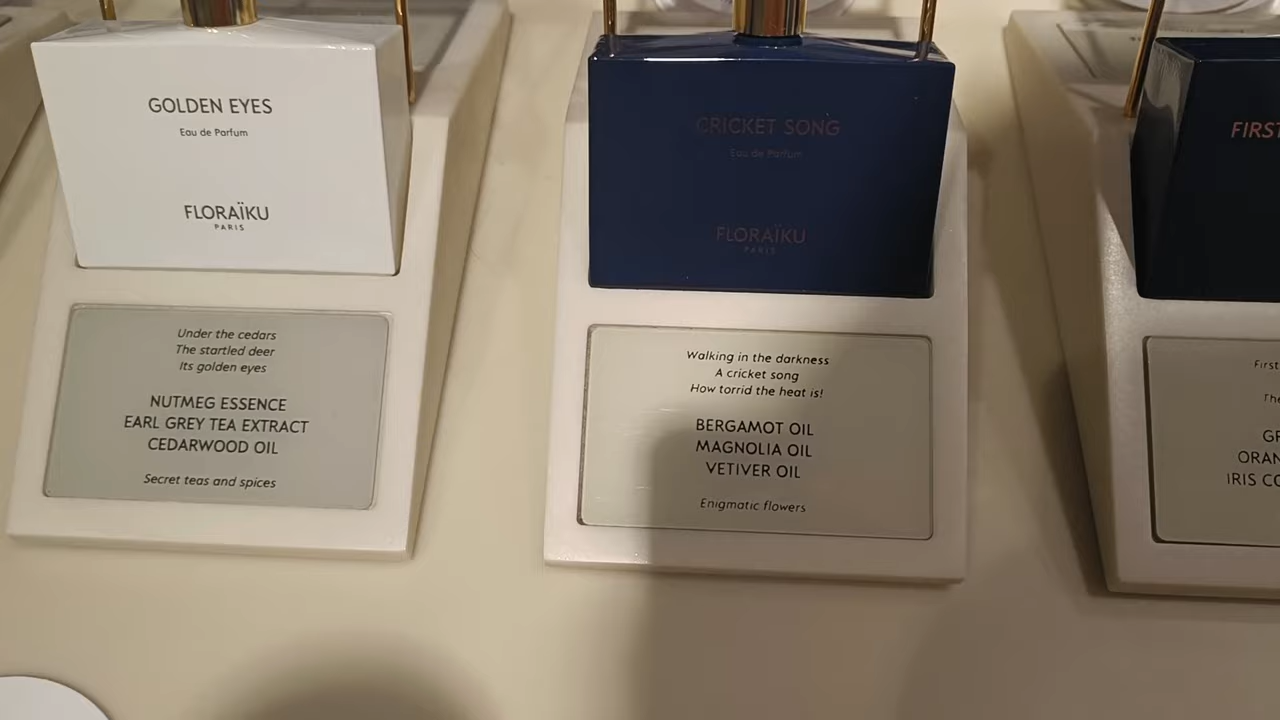 GOLDEN EYES
Eau de Parfum
FLORAÏKU
PARIS
Under the cedars
The startled deer
Its golden eyes
NUTMEG ESSENCE
EARL GREY TEA EXTRACT
CEDARWOOD OIL
Secret teas and spices
CRICKET SONG
Eau de Parfum
FLORAÏKU
PARIS
Walking in the darkness
A cricket song
How torrid the heat is!
BERGAMOT OIL
MAGNOLIA OIL
VETIVER OIL
Enigmatic flowers
FIRST
First
IRIS